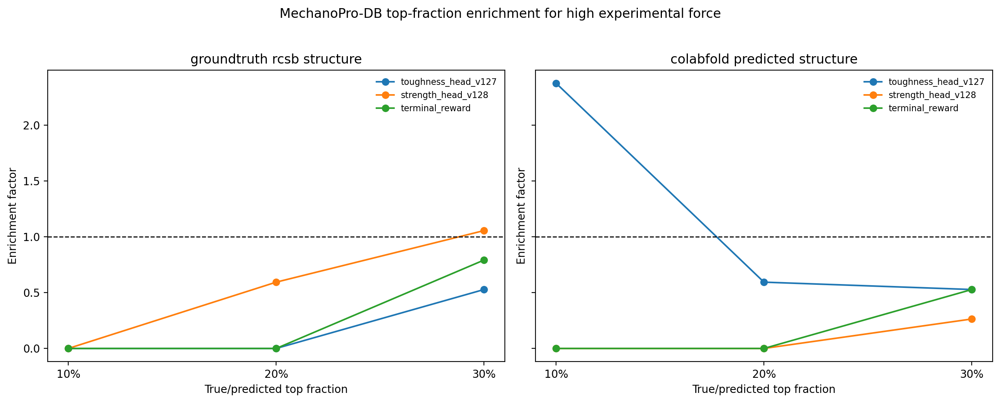 MechanoPro-DB top-fraction enrichment for high experimental force
groundtruth rcsb structure
toughness_head_v127
strength_head_v128
terminal_reward
2.0
1.5
1.0
0.5
0.0
Enrichment factor
10%
20%
30%
True/predicted top fraction
colabfold predicted structure
toughness_head_v127
strength_head_v128
terminal_reward
Enrichment factor
10%
20%
30%
True/predicted top fraction